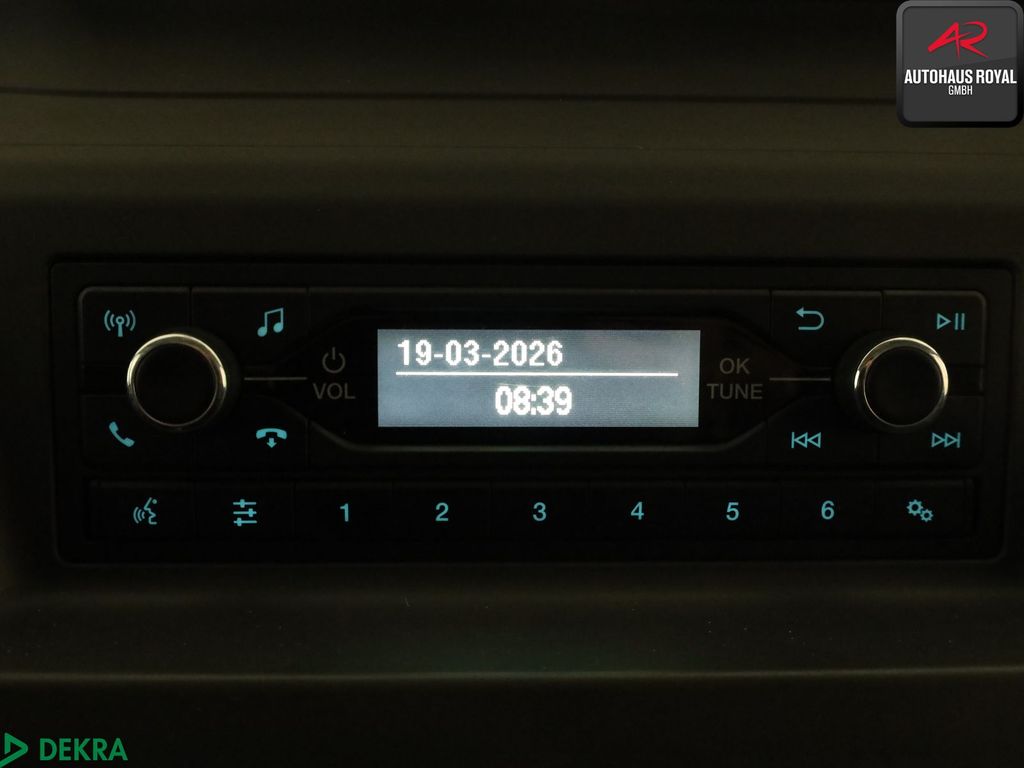 AR
AUTOHAUS ROYAL
GMBH
19-03-2026
08:39
VOL
OK
TUNE
1 2 3 4 5 6
DEKRA